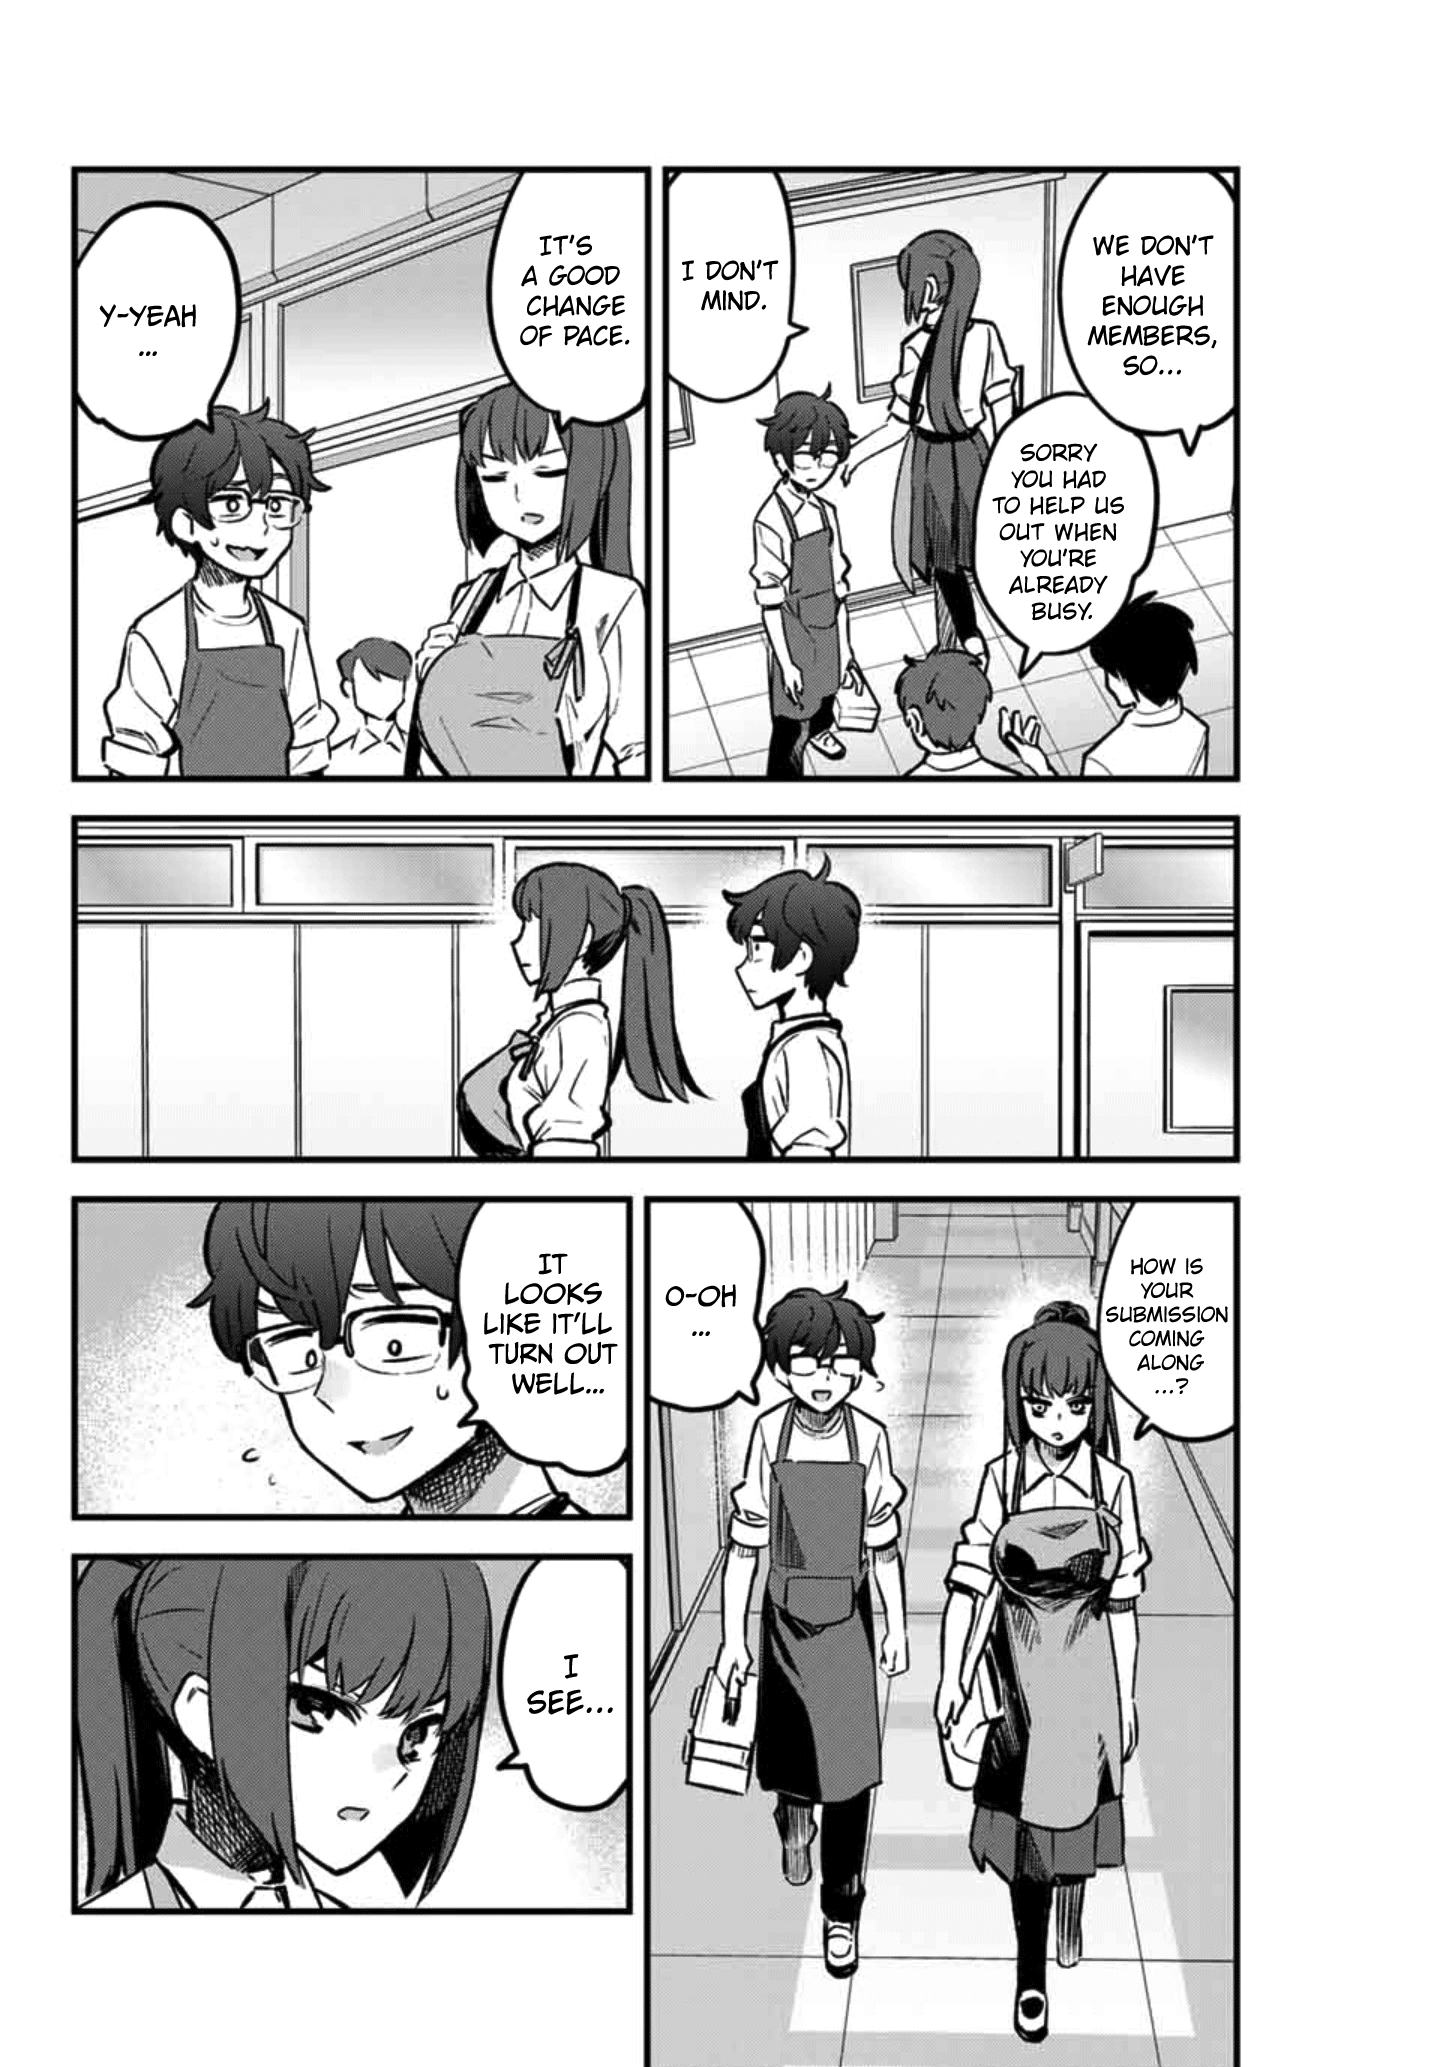 WE DON'T
HAVE
ENOUGH
MEMBERS,
SO...
SORRY
YOU HAD
TO HELP US
OUT WHEN
YOU'RE
ALREADY
BUSY.
I DON'T
MIND.
IT'S
A GOOD
CHANGE
OF PACE.
Y-YEAH
...
HOW IS
YOUR
SUBMISSION
COMING
ALONG
...?
O-OH
...
IT
LOOKS
LIKE IT'LL
TURN OUT
WELL...
I
SEE...